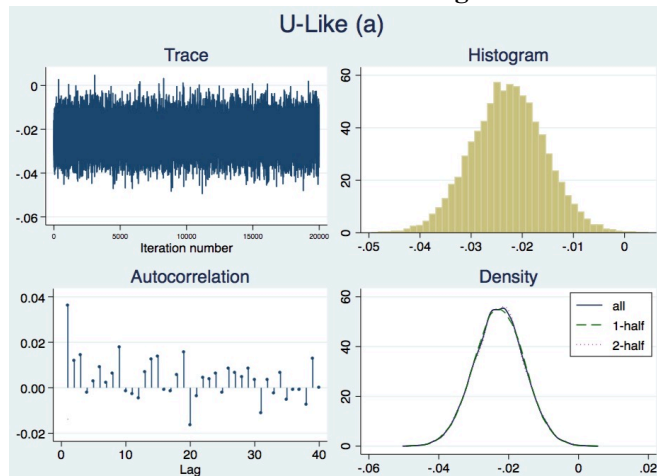 U-Like (a)
Trace
0
-.02
-.04
-.06
0 5000 10000 15000 20000
Iteration number
Histogram
60
40
20
0
-.05 -.04 -.03 -.02 -.01 0
Autocorrelation
0.04
0.02
0.00
-0.02
0 10 20 30 40
Lag
Density
60
40
20
0
-.06 -.04 -.02 0 .02
all
1-half
2-half